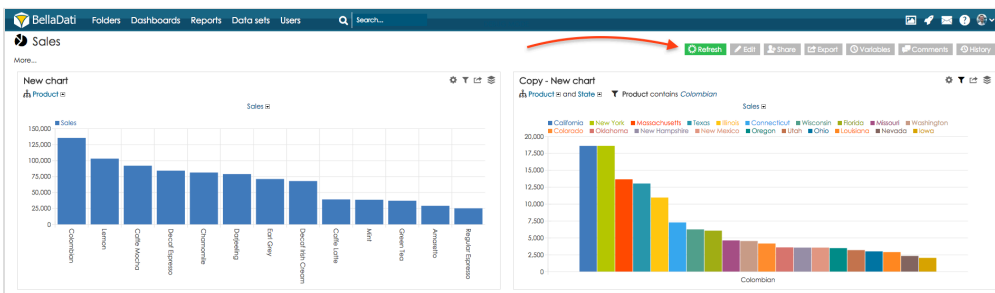 BellaDati Folders Dashboards Reports Data sets Users Search...
Sales
Refresh Edit Share Export Variables Comments History
More...
New chart
Product
Sales
Sales
150,000
125,000
100,000
75,000
50,000
25,000
0
Colombian
Lemon
Caffe Mocha
Decaf Espresso
Chamomile
Darjeeling
Earl Grey
Decaf Irish Cream
Caffe Latte
Mint
Green Tea
Amaretto
Regular Espresso
Copy - New chart
Product and State Product contains Colombian
Sales
California New York Massachusetts Texas Illinois Connecticut Wisconsin Florida Missouri Washington
Colorado Oklahoma New Hampshire New Mexico Oregon Utah Ohio Louisiana Nevada Iowa
20,000
17,500
15,000
12,500
10,000
7,500
5,000
2,500
0
Colombian